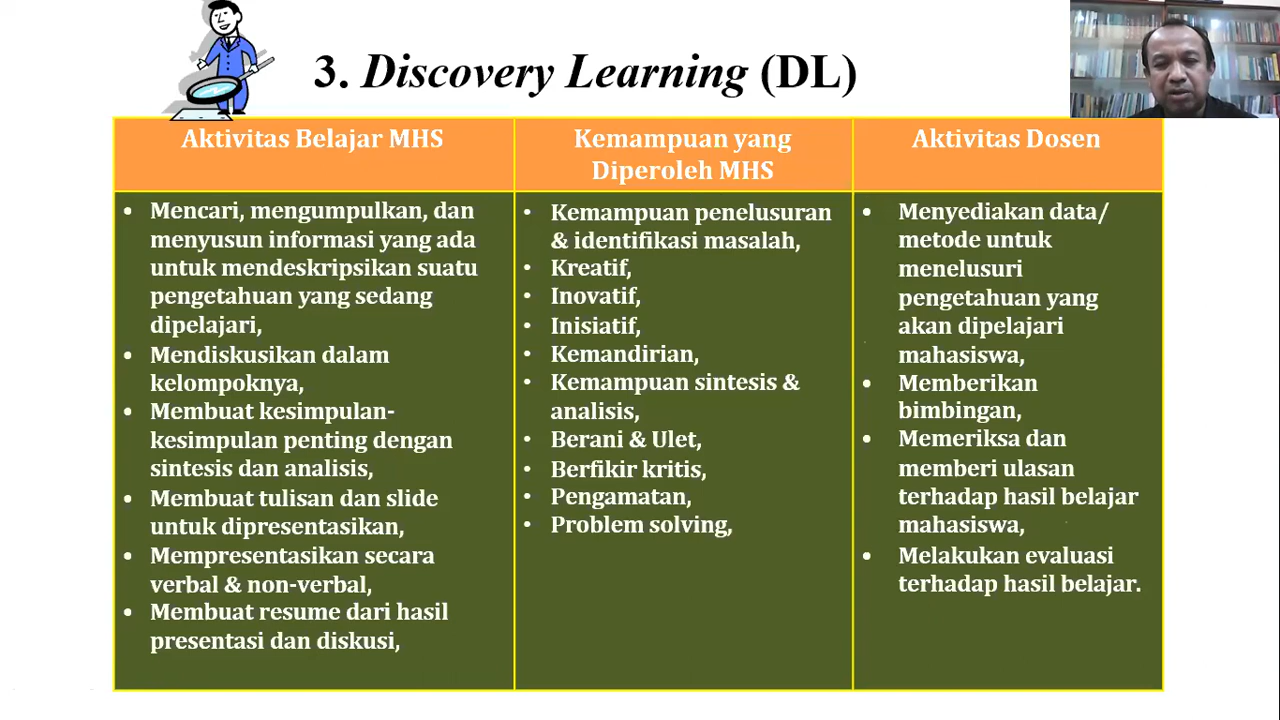 3. Discovery Learning (DL)
Aktivitas Belajar MHS
Kemampuan yang
Diperoleh MHS
Aktivitas Dosen
• Mencari, mengumpulkan, dan
menyusun informasi yang ada
untuk mendeskripsikan suatu
pengetahuan yang sedang
dipelajari,
• Mendiskusikan dalam
kelompoknya,
• Membuat kesimpulan-
kesimpulan penting dengan
sintesis dan analisis,
• Membuat tulisan dan slide
untuk dipresentasikan,
• Mempresentasikan secara
verbal & non-verbal,
• Membuat resume dari hasil
presentasi dan diskusi,
• Kemampuan penelusuran
& identifikasi masalah,
• Kreatif,
• Inovatif,
• Inisiatif,
• Kemandirian,
• Kemampuan sintesis &
analisis,
• Berani & Ulet,
• Berfikir kritis,
• Pengamatan,
• Problem solving,
• Menyediakan data/
metode untuk
menelusuri
pengetahuan yang
akan dipelajari
mahasiswa,
• Memberikan
bimbingan,
• Memeriksa dan
memberi ulasan
terhadap hasil belajar
mahasiswa,
• Melakukan evaluasi
terhadap hasil belajar.